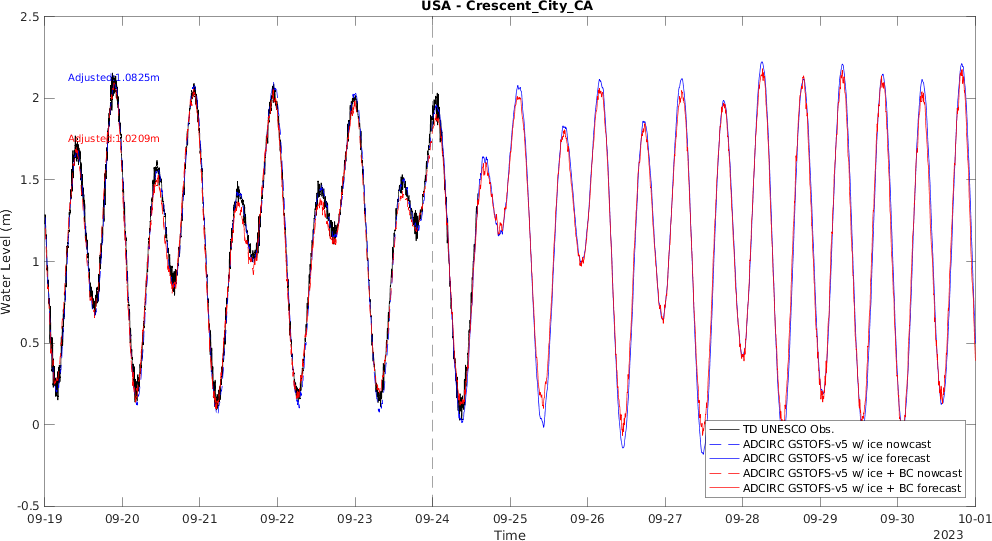 USA - Crescent_City_CA
2.5
2
1.5
1
0.5
0
-0.5
Water Level (m)
Adjusted:1.0825m
Adjusted:1.0209m
TD UNESCO Obs.
ADCIRC GSTOFS-v5 w/ ice nowcast
ADCIRC GSTOFS-v5 w/ ice forecast
ADCIRC GSTOFS-v5 w/ ice + BC nowcast
ADCIRC GSTOFS-v5 w/ ice + BC forecast
09-19 09-20 09-21 09-22 09-23 09-24 09-25 09-26 09-27 09-28 09-29 09-30 10-01
Time
2023